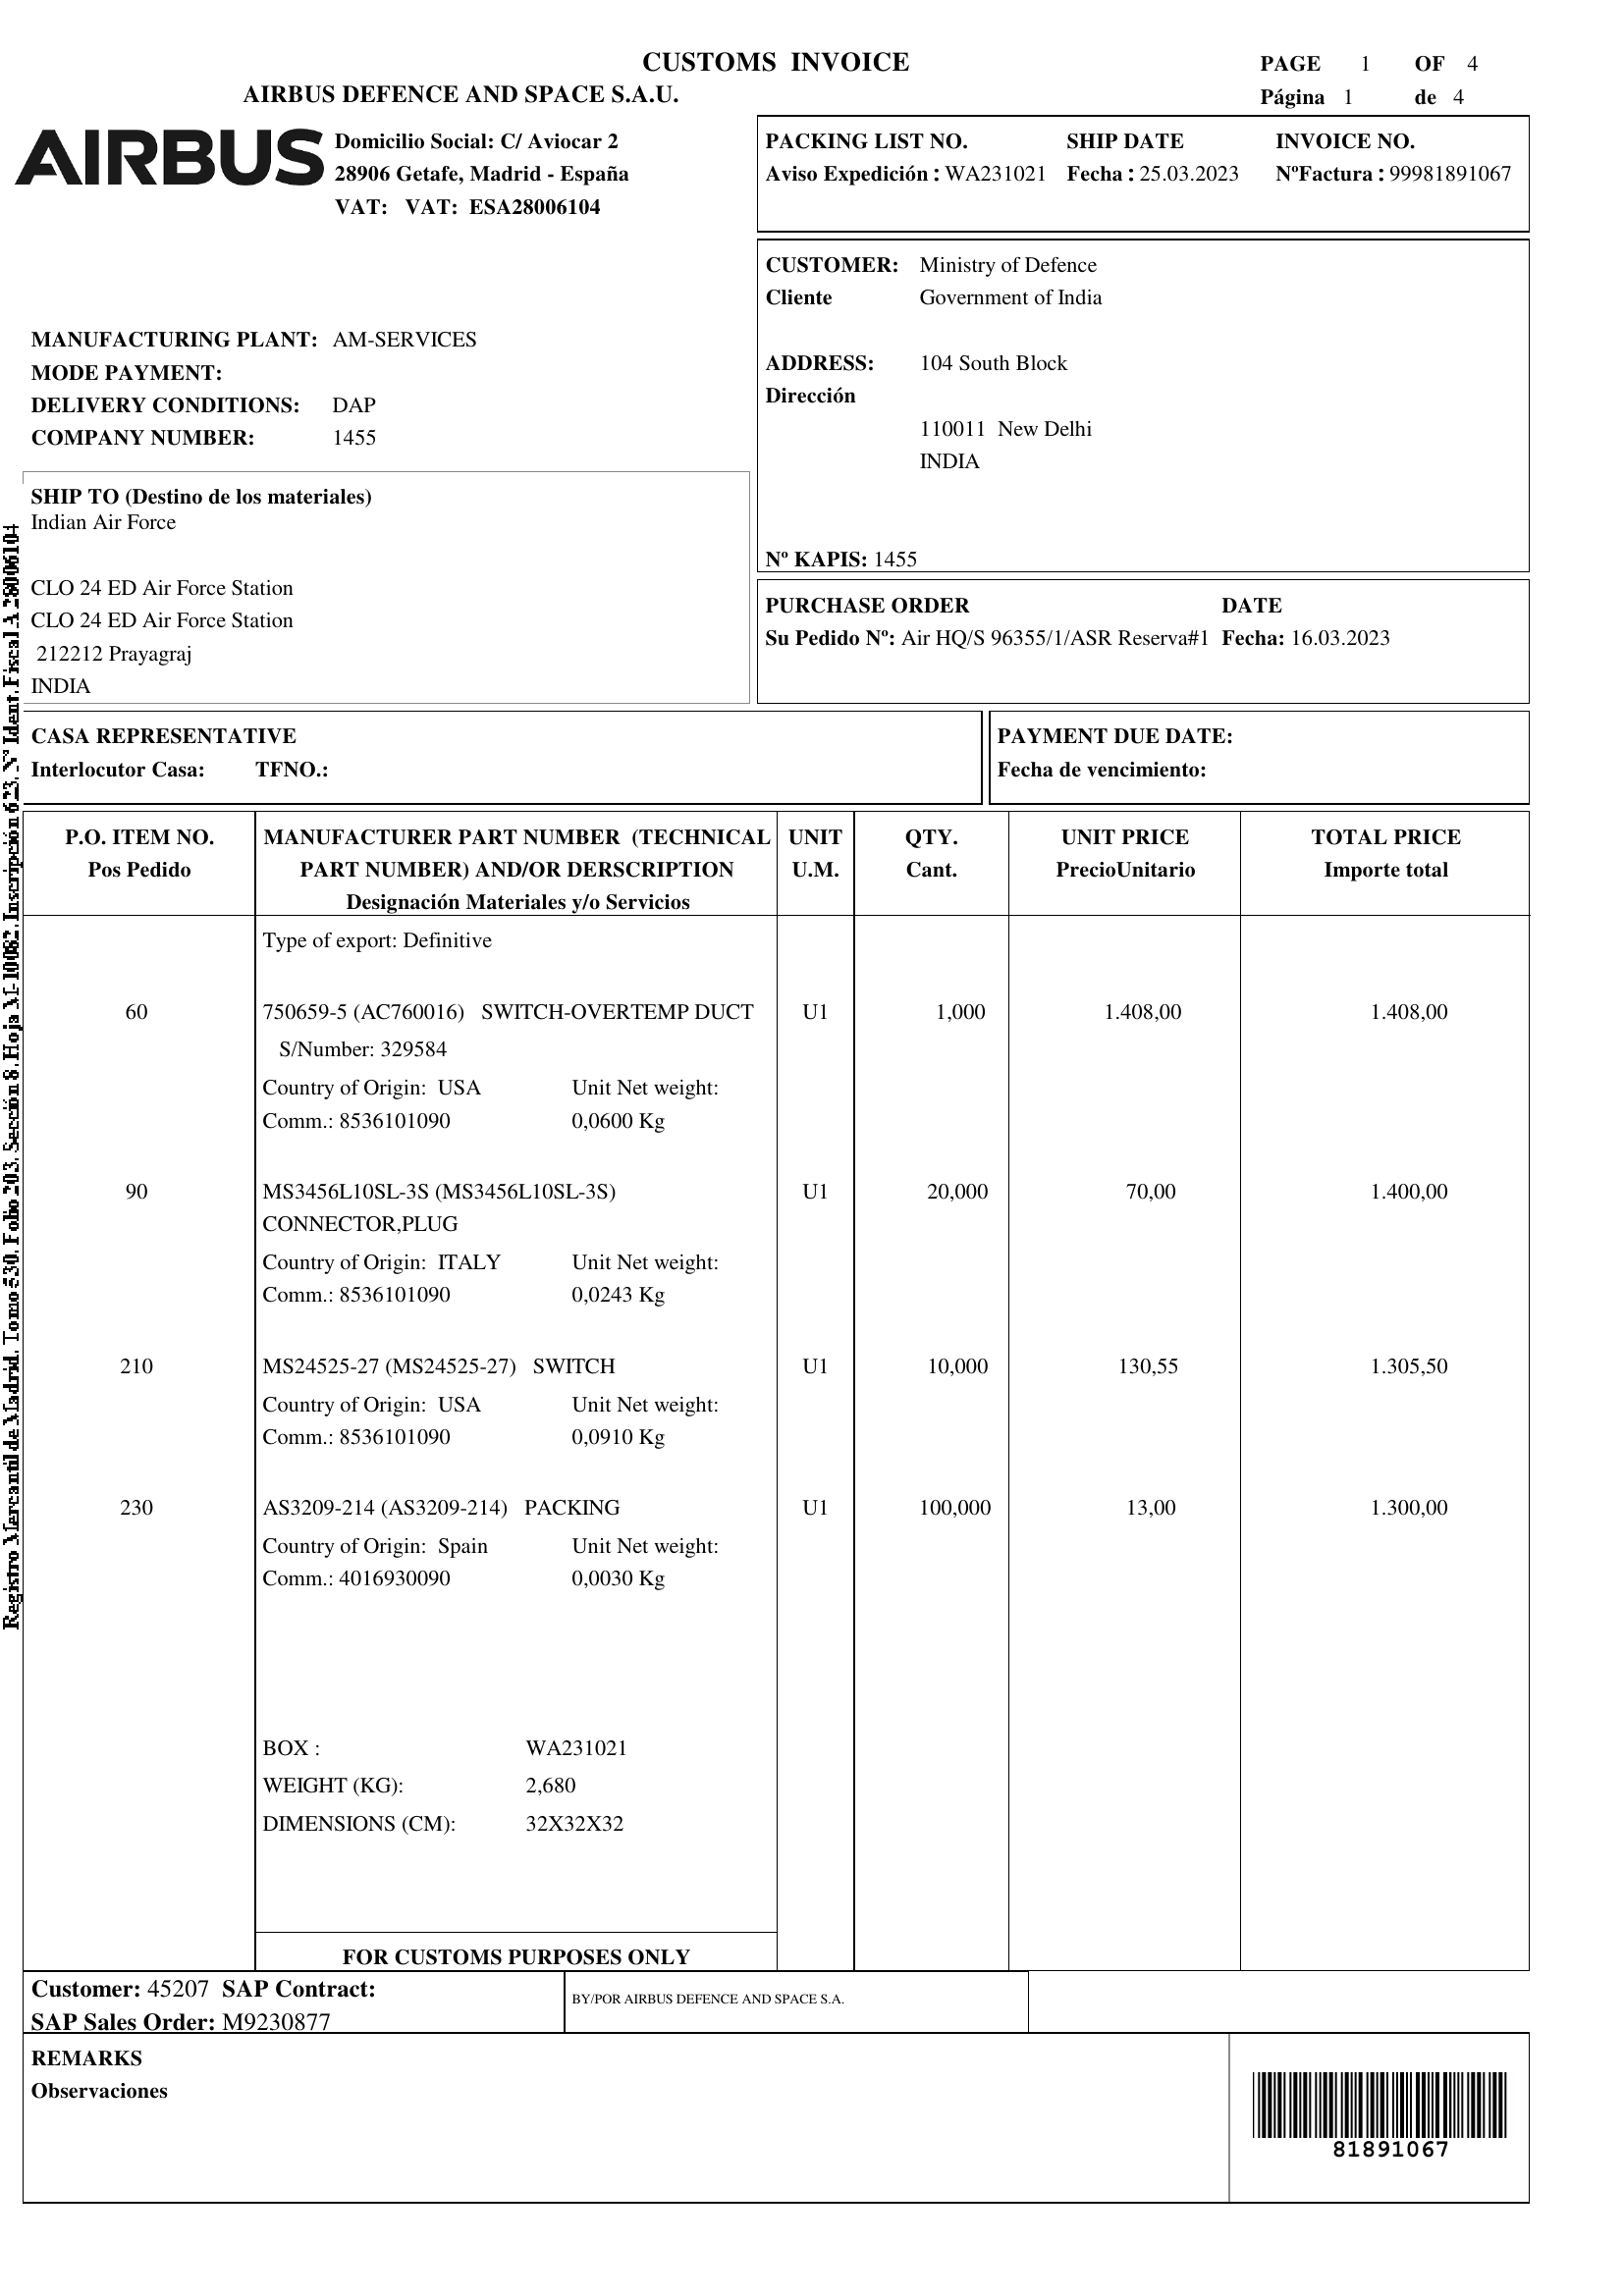 CUSTOMS INVOICE
PAGE 1 OF 4
Página 1 de 4
AIRBUS DEFENCE AND SPACE S.A.U.
AIRBUS
Domicilio Social: C/ Aviocar 2
28906 Getafe, Madrid - España
VAT: VAT: ESA28006104
PACKING LIST NO. SHIP DATE INVOICE NO.
Aviso Expedición : WA231021 Fecha : 25.03.2023 NºFactura : 99981891067
CUSTOMER: Ministry of Defence
Cliente Government of India
ADDRESS: 104 South Block
Dirección
110011 New Delhi
INDIA
Nº KAPIS: 1455
MANUFACTURING PLANT: AM-SERVICES
MODE PAYMENT:
DELIVERY CONDITIONS: DAP
COMPANY NUMBER: 1455
SHIP TO (Destino de los materiales)
Indian Air Force
CLO 24 ED Air Force Station
CLO 24 ED Air Force Station
212212 Prayagraj
INDIA
PURCHASE ORDER DATE
Su Pedido Nº: Air HQ/S 96355/1/ASR Reserva#1 Fecha: 16.03.2023
CASA REPRESENTATIVE
Interlocutor Casa: TFNO.:
PAYMENT DUE DATE:
Fecha de vencimiento:
P.O. ITEM NO. MANUFACTURER PART NUMBER (TECHNICAL UNIT QTY. UNIT PRICE TOTAL PRICE
Pos Pedido PART NUMBER) AND/OR DERSCRIPTION U.M. Cant. PrecioUnitario Importe total
Designación Materiales y/o Servicios
Type of export: Definitive
60 750659-5 (AC760016) SWITCH-OVERTEMP DUCT U1 1,000 1.408,00 1.408,00
S/Number: 329584
Country of Origin: USA Unit Net weight:
Comm.: 8536101090 0,0600 Kg
90 MS3456L10SL-3S (MS3456L10SL-3S) U1 20,000 70,00 1.400,00
CONNECTOR,PLUG
Country of Origin: ITALY Unit Net weight:
Comm.: 8536101090 0,0243 Kg
210 MS24525-27 (MS24525-27) SWITCH U1 10,000 130,55 1.305,50
Country of Origin: USA Unit Net weight:
Comm.: 8536101090 0,0910 Kg
230 AS3209-214 (AS3209-214) PACKING U1 100,000 13,00 1.300,00
Country of Origin: Spain Unit Net weight:
Comm.: 4016930090 0,0030 Kg
BOX : WA231021
WEIGHT (KG): 2,680
DIMENSIONS (CM): 32X32X32
FOR CUSTOMS PURPOSES ONLY
Customer: 45207 SAP Contract:
SAP Sales Order: M9230877
BY/POR AIRBUS DEFENCE AND SPACE S.A.
REMARKS
Observaciones
81891067
Registro Mercantil de Madrid, Tomo Folio 203, Sección 8, Hoja Inscripción 623, Nº Ident. Fiscal A 28006104